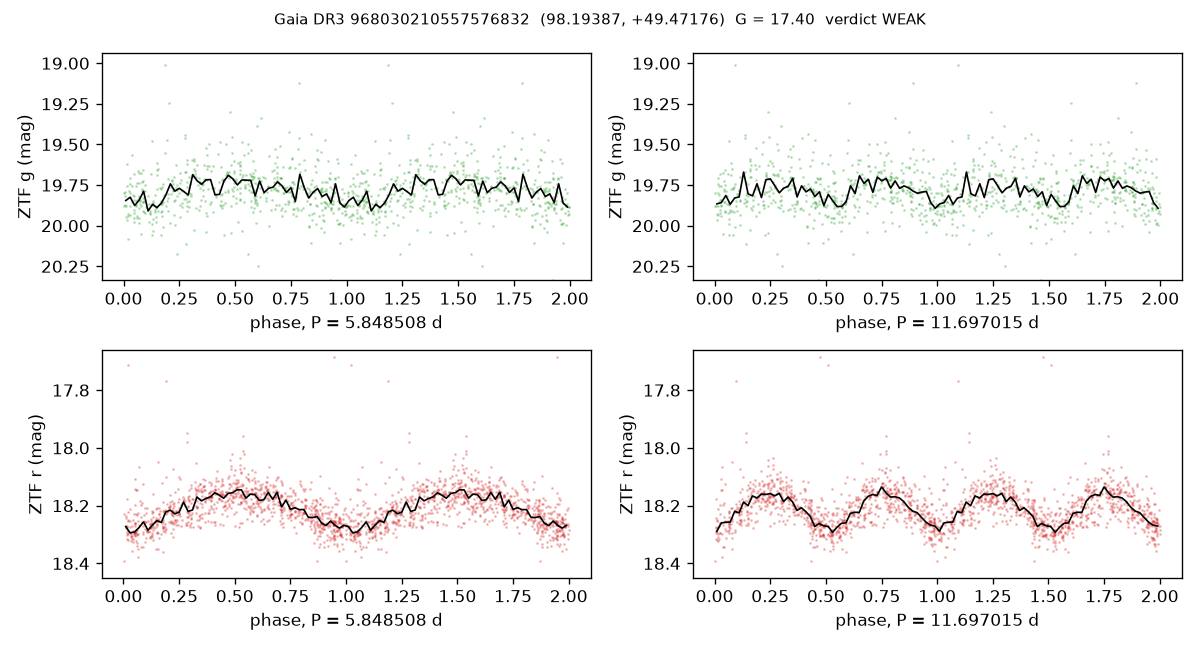 Gaia DR3 968030210557576832 (98.19387, +49.47176) G = 17.40 verdict WEAK
ZTF g (mag)
19.00
19.25
19.50
19.75
20.00
20.25
0.00 0.25 0.50 0.75 1.00 1.25 1.50 1.75 2.00
phase, P = 5.848508 d
ZTF g (mag)
19.00
19.25
19.50
19.75
20.00
20.25
0.00 0.25 0.50 0.75 1.00 1.25 1.50 1.75 2.00
phase, P = 11.697015 d
ZTF r (mag)
17.8
18.0
18.2
18.4
0.00 0.25 0.50 0.75 1.00 1.25 1.50 1.75 2.00
phase, P = 5.848508 d
ZTF r (mag)
17.8
18.0
18.2
18.4
0.00 0.25 0.50 0.75 1.00 1.25 1.50 1.75 2.00
phase, P = 11.697015 d